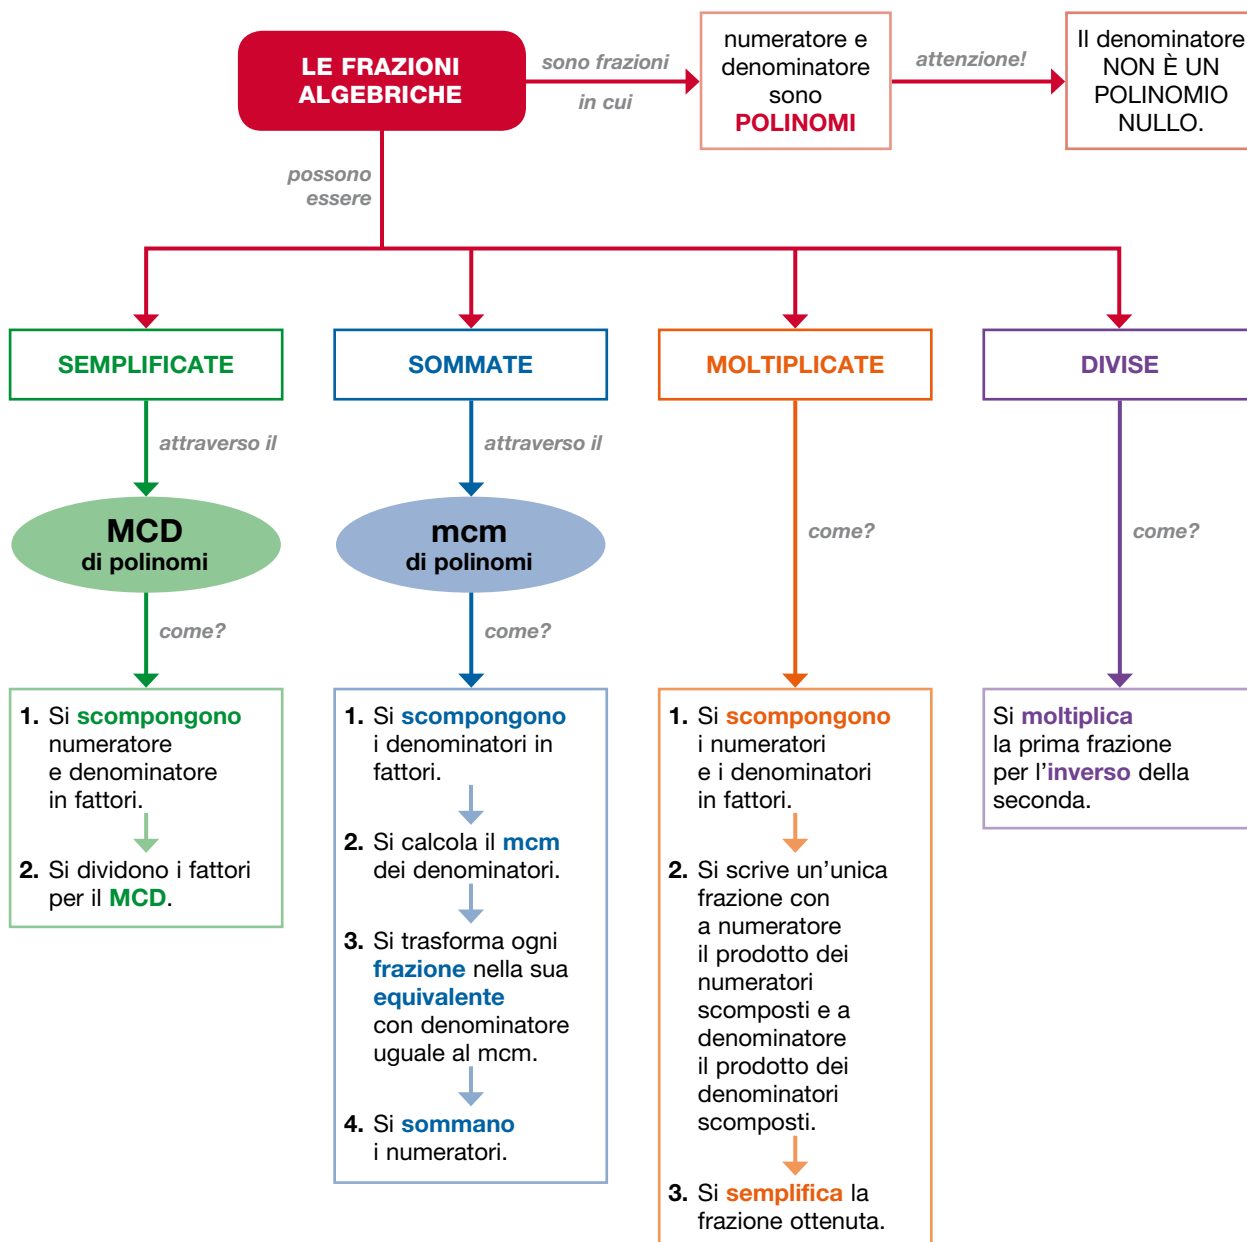 LE FRAZIONI
ALGEBRICHE
sono frazioni
in cui
numeratore e
denominatore
sono
POLINOMI
attenzione!
Il denominatore
NON È UN
POLINOMIO
NULLO.
possono
essere
SEMPLIFICATE
attraverso il
MCD
di polinomi
come?
1. Si scompongono
numeratore
e denominatore
in fattori.
2. Si dividono i fattori
per il MCD.
SOMMATE
attraverso il
mcm
di polinomi
come?
1. Si scompongono
i denominatori in
fattori.
2. Si calcola il mcm
dei denominatori.
3. Si trasforma ogni
frazione nella sua
equivalente
con denominatore
uguale al mcm.
4. Si sommano
i numeratori.
MOLTIPLICATE
come?
1. Si scompongono
i numeratori
e i denominatori
in fattori.
2. Si scrive un’unica
frazione con
a numeratore
il prodotto dei
numeratori
scomposti e a
denominatore
il prodotto dei
denominatori
scomposti.
3. Si semplifica la
frazione ottenuta.
DIVISE
come?
Si moltiplica
la prima frazione
per l’inverso della
seconda.